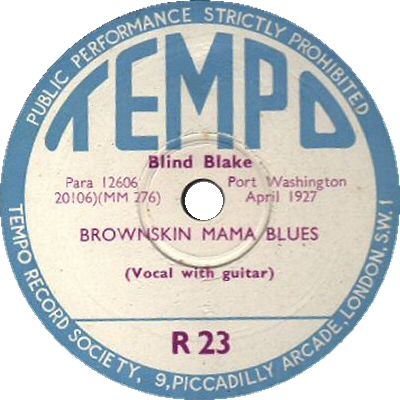 PUBLIC PERFORMANCE STRICTLY PROHIBITED
TEMPO
Blind Blake
Para 12606 Port Washington
20106)(MM 276) April 1927
BROWNSKIN MAMA BLUES
(Vocal with guitar)
R 23
TEMPO RECORD SOCIETY, 9, PICCADILLY ARCADE, LONDON. S.W. 1